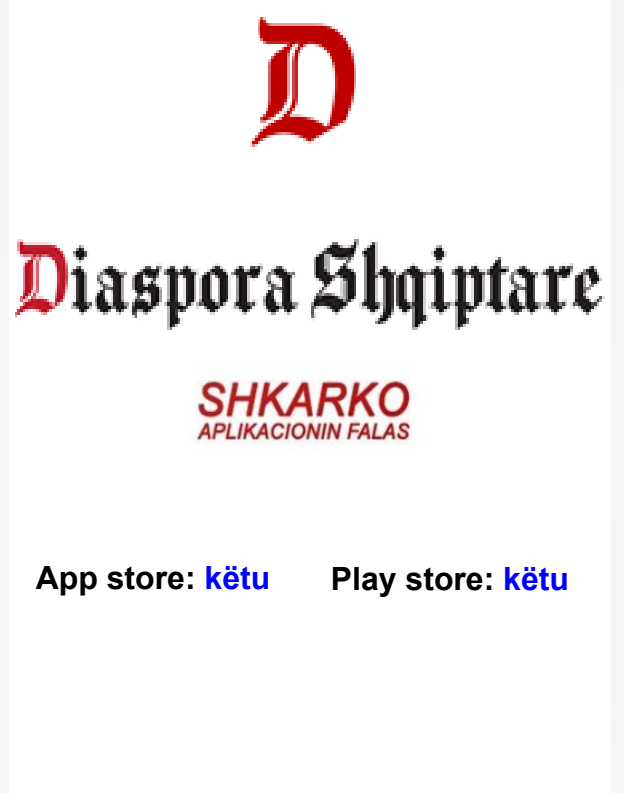 D
Diaspora Shqiptare
SHKARKO
APLIKACIONIN FALAS
App store: këtu Play store: këtu